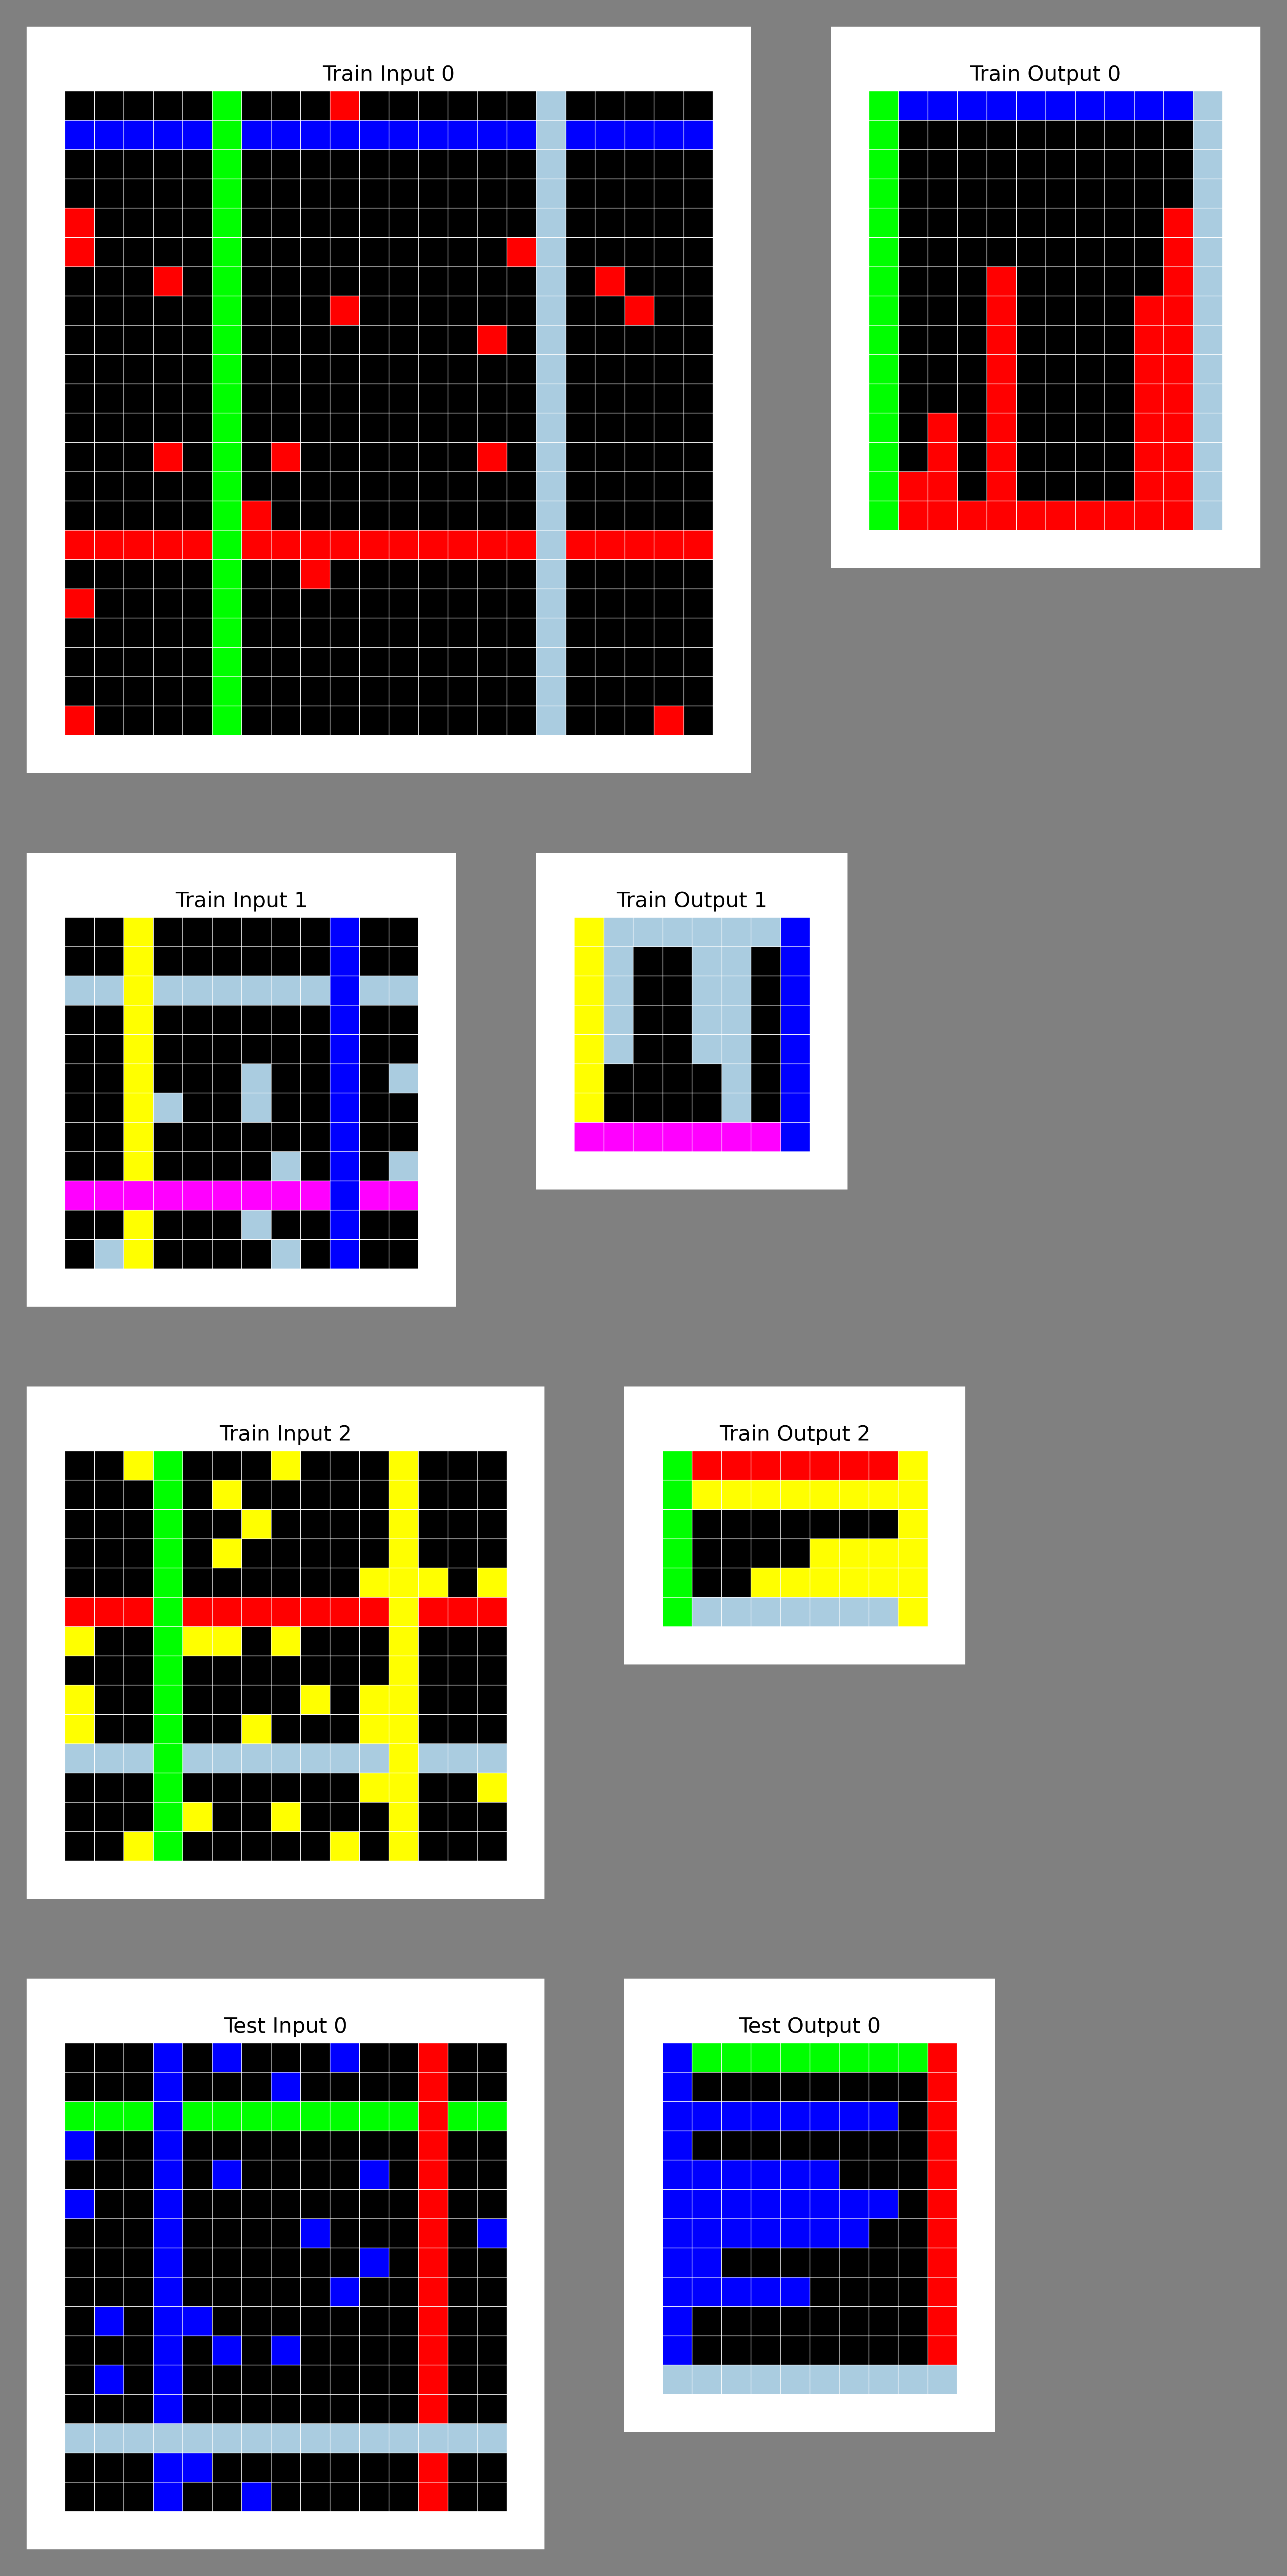 Train Input 0
Train Output 0
Train Input 1
Train Output 1
Train Input 2
Train Output 2
Test Input 0
Test Output 0